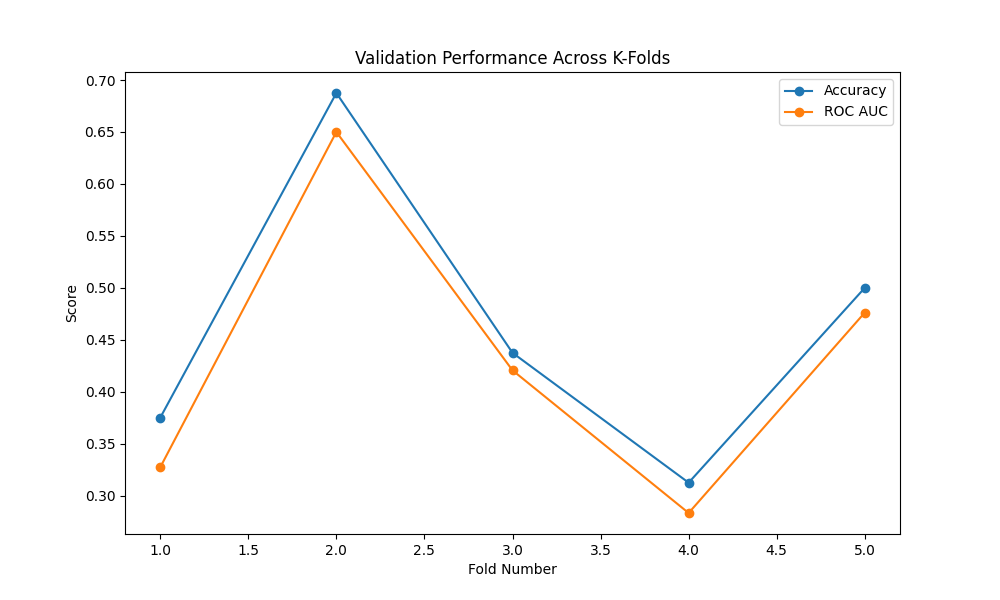 Validation Performance Across K-Folds
Accuracy
ROC AUC
0.70
0.65
0.60
0.55
0.50
0.45
0.40
0.35
0.30
Score
1.0 1.5 2.0 2.5 3.0 3.5 4.0 4.5 5.0
Fold Number